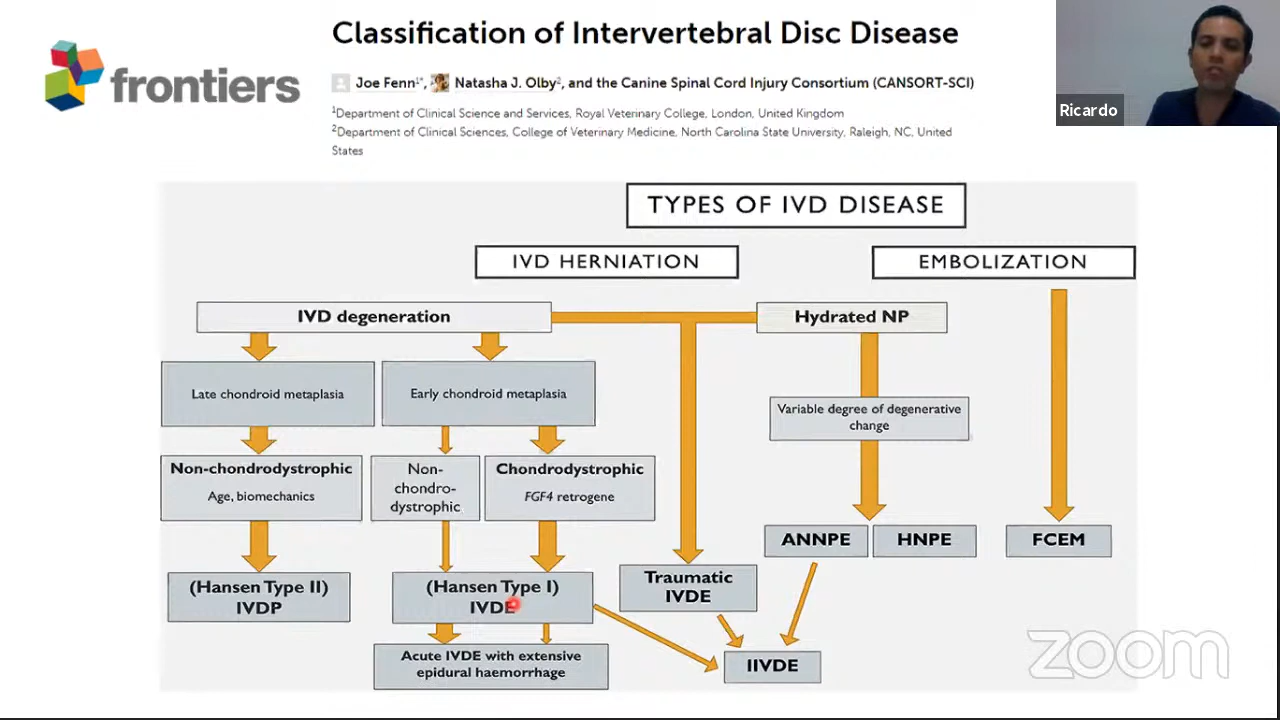 Classification of Intervertebral Disc Disease
frontiers
Joe Fenn1*, Natasha J. Olby2, and the Canine Spinal Cord Injury Consortium (CANSORT-SCI)
Ricardo
1Department of Clinical Science and Services, Royal Veterinary College, London, United Kingdom
2Department of Clinical Sciences, College of Veterinary Medicine, North Carolina State University, Raleigh, NC, United
States
TYPES OF IVD DISEASE
IVD HERNIATION
EMBOLIZATION
IVD degeneration
Hydrated NP
Late chondroid metaplasia
Early chondroid metaplasia
Variable degree of degenerative
change
Non-chondrodystrophic
Age, biomechanics
Non-
chondro-
dystrophic
Chondrodystrophic
FGF4 retrogene
ANNPE
HNPE
FCEM
(Hansen Type II)
IVDP
(Hansen Type I)
IVDE
Traumatic
IVDE
Acute IVDE with extensive
epidural haemorrhage
IIVDE
zoom